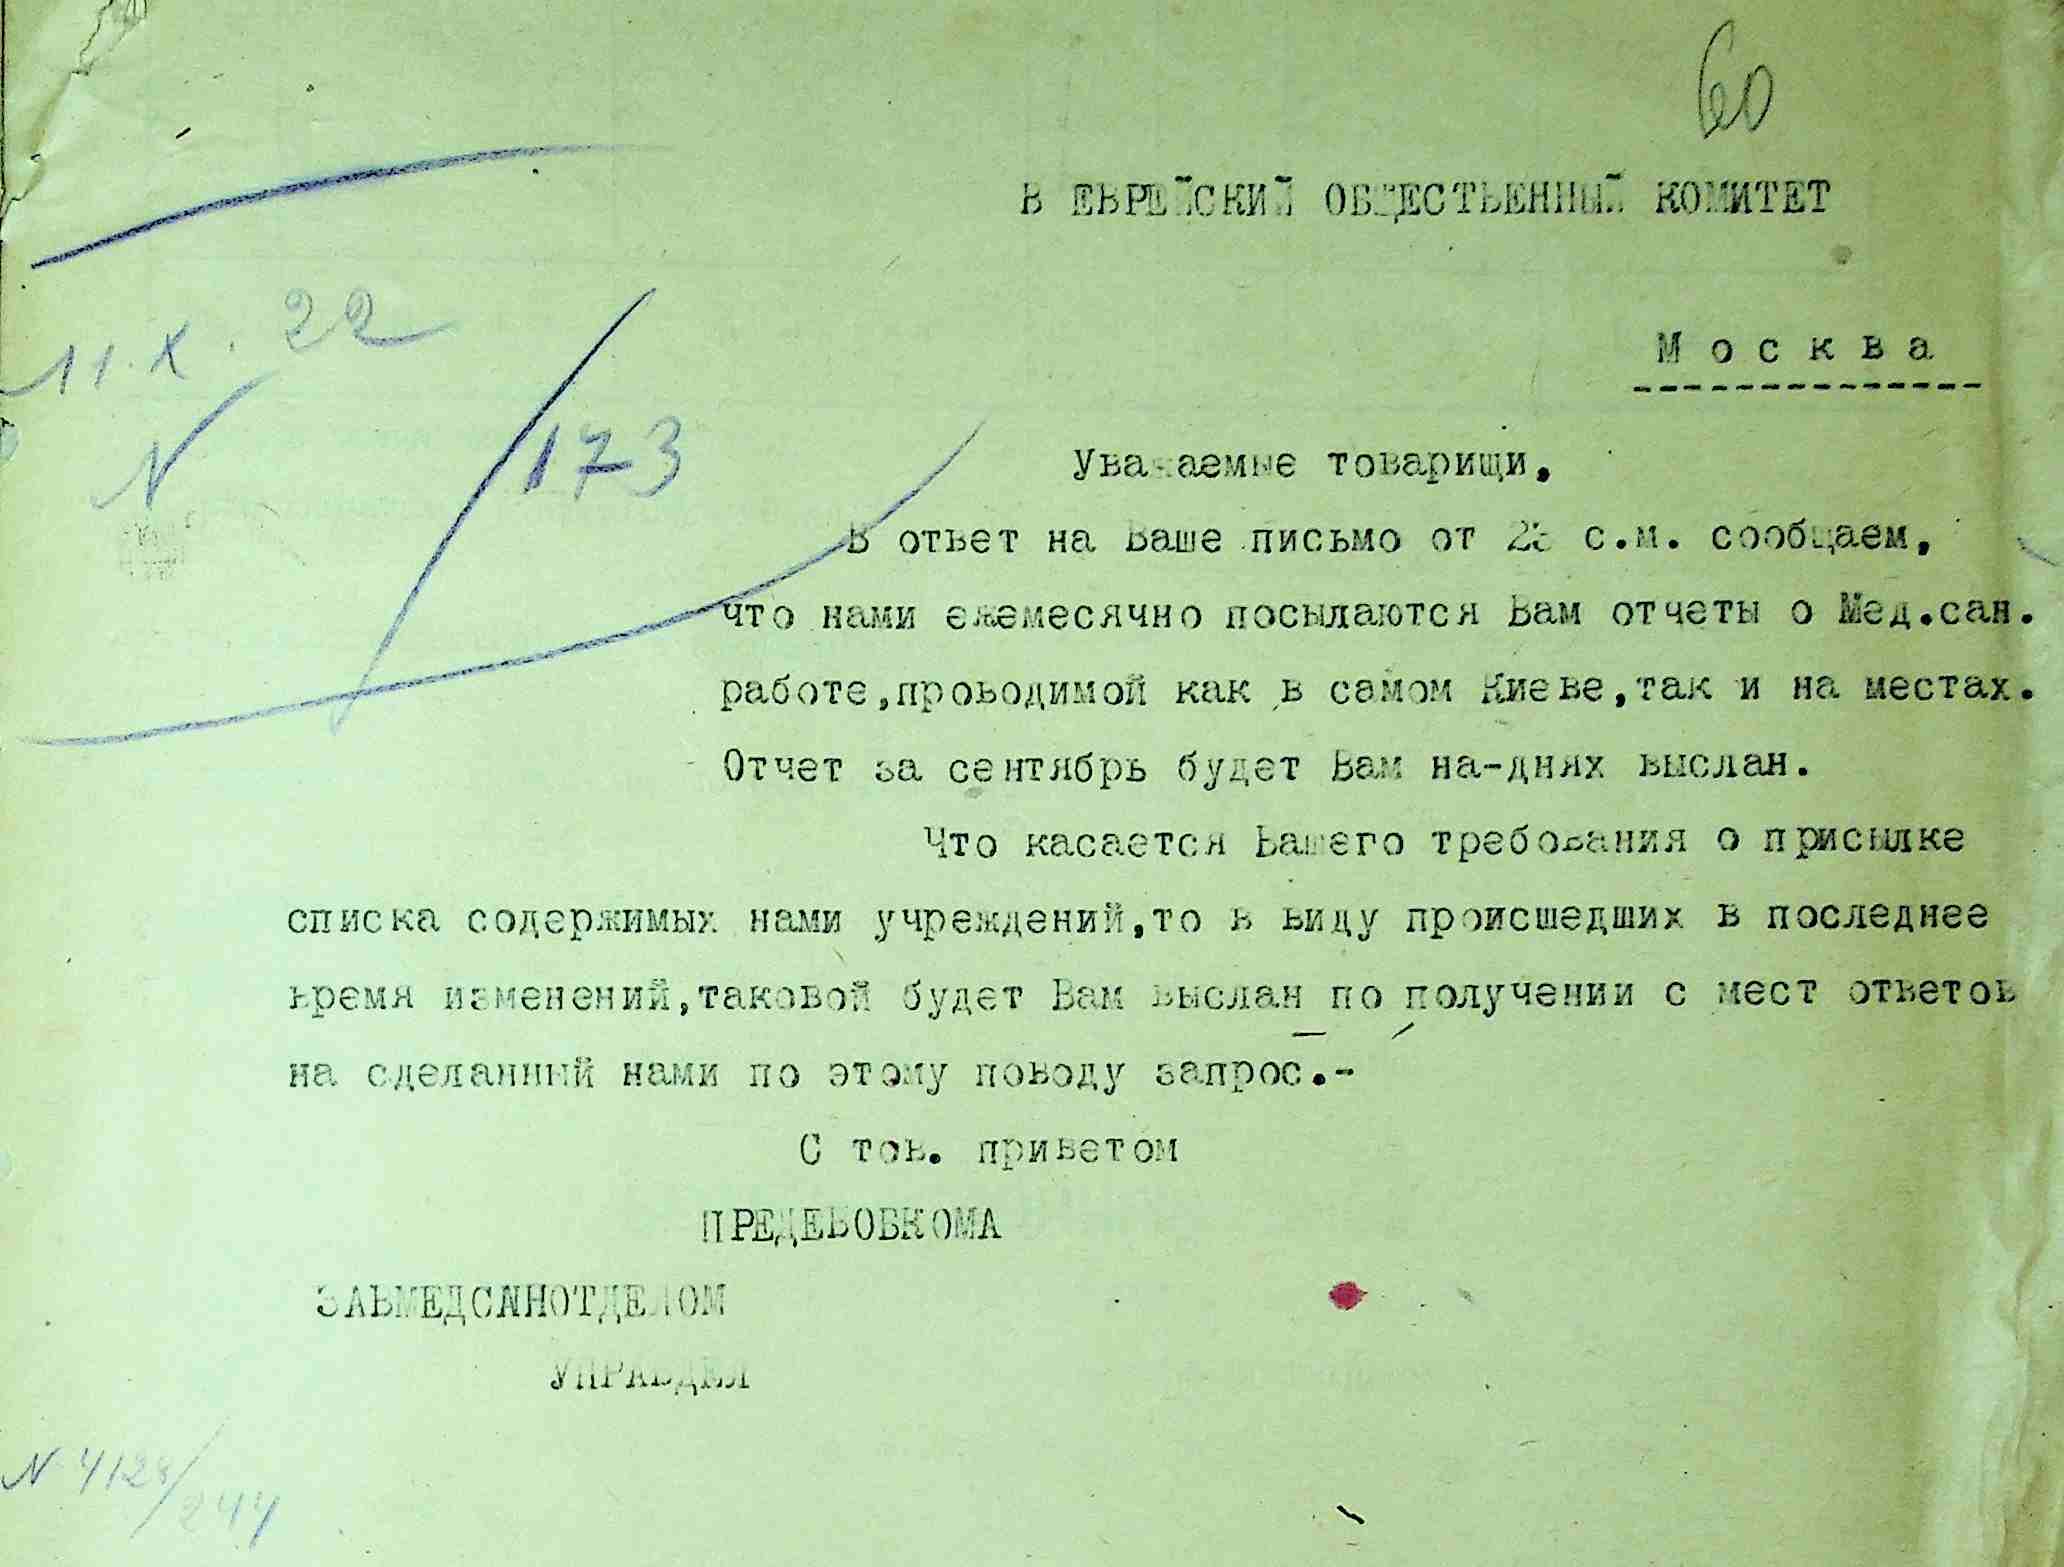 60
В ЕВРЕЙСКИЙ ОБЩЕСТВЕННЫЙ КОМИТЕТ
11.X.22
Москва
N /173
Уважаемые товарищи.
В ответ на Ваше письмо от с.м. сообщаем,
что нами ежемесячно посылаются Вам отчеты о Мед.сан.
работе,проводимой как в самом Киеве,так и на местах.
Отчет за сентябрь будет Вам на-днях выслан.
Что касается Вашего требования о присылке
списка содержимых нами учреждений,то в виду происшедших в последнее
время изменений,таковой будет Вам выслан по получении с мест ответов
на сделанный нами по этому поводу запрос.-
С тов. приветом
ПРЕДЕВОБКОМА
ЗАВМЕДСАНОТДЕЛОМ
УПРАВДЕЛ
N 4128/244